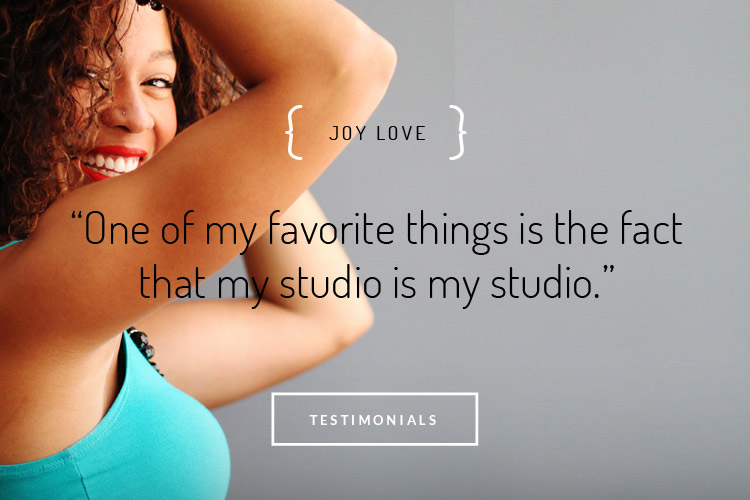 JOY LOVE
“One of my favorite things is the fact
that my studio is my studio.”
TESTIMONIALS